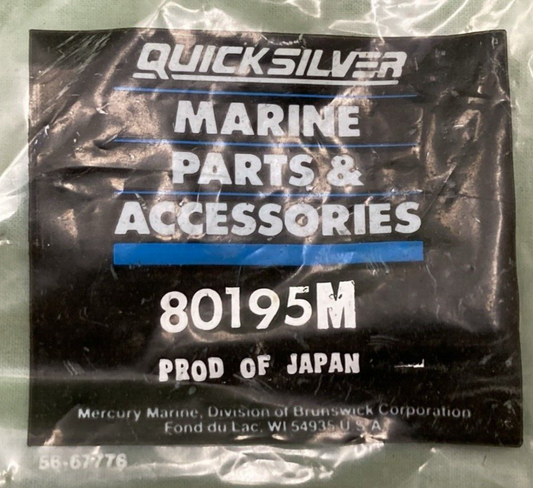 QUICKSILVER
MARINE
PARTS &
ACCESSORIES
80195M
PROD OF JAPAN
Mercury Marine, Division of Brunswick Corporation
Fond du Lac, WI 54935 U.S.A.
56-67776